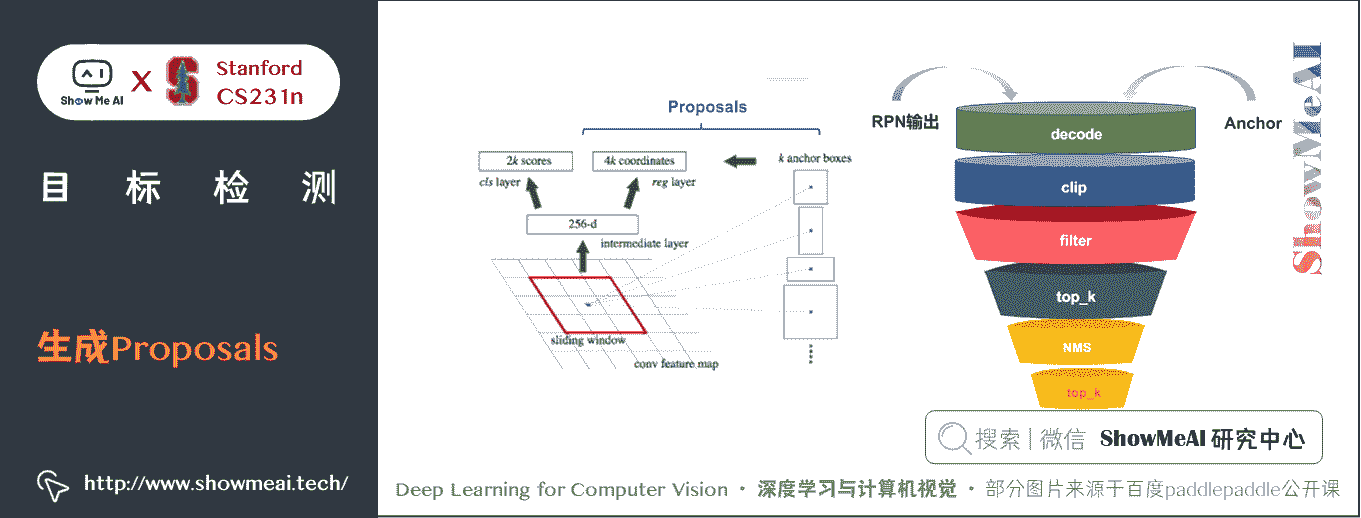 Show Me AI
X
Stanford
CS231n
目标检测
生成Proposals
http://www.showmeai.tech/
Proposals
2k scores
4k coordinates
k anchor boxes
cls layer
reg layer
256-d
intermediate layer
sliding window
conv feature map
RPN输出
Anchor
decode
clip
filter
top_k
NMS
top_k
ShowMeAI
搜索|微信 ShowMeAI 研究中心
Deep Learning for Computer Vision · 深度学习与计算机视觉 · 部分图片来源于百度paddlepaddle公开课